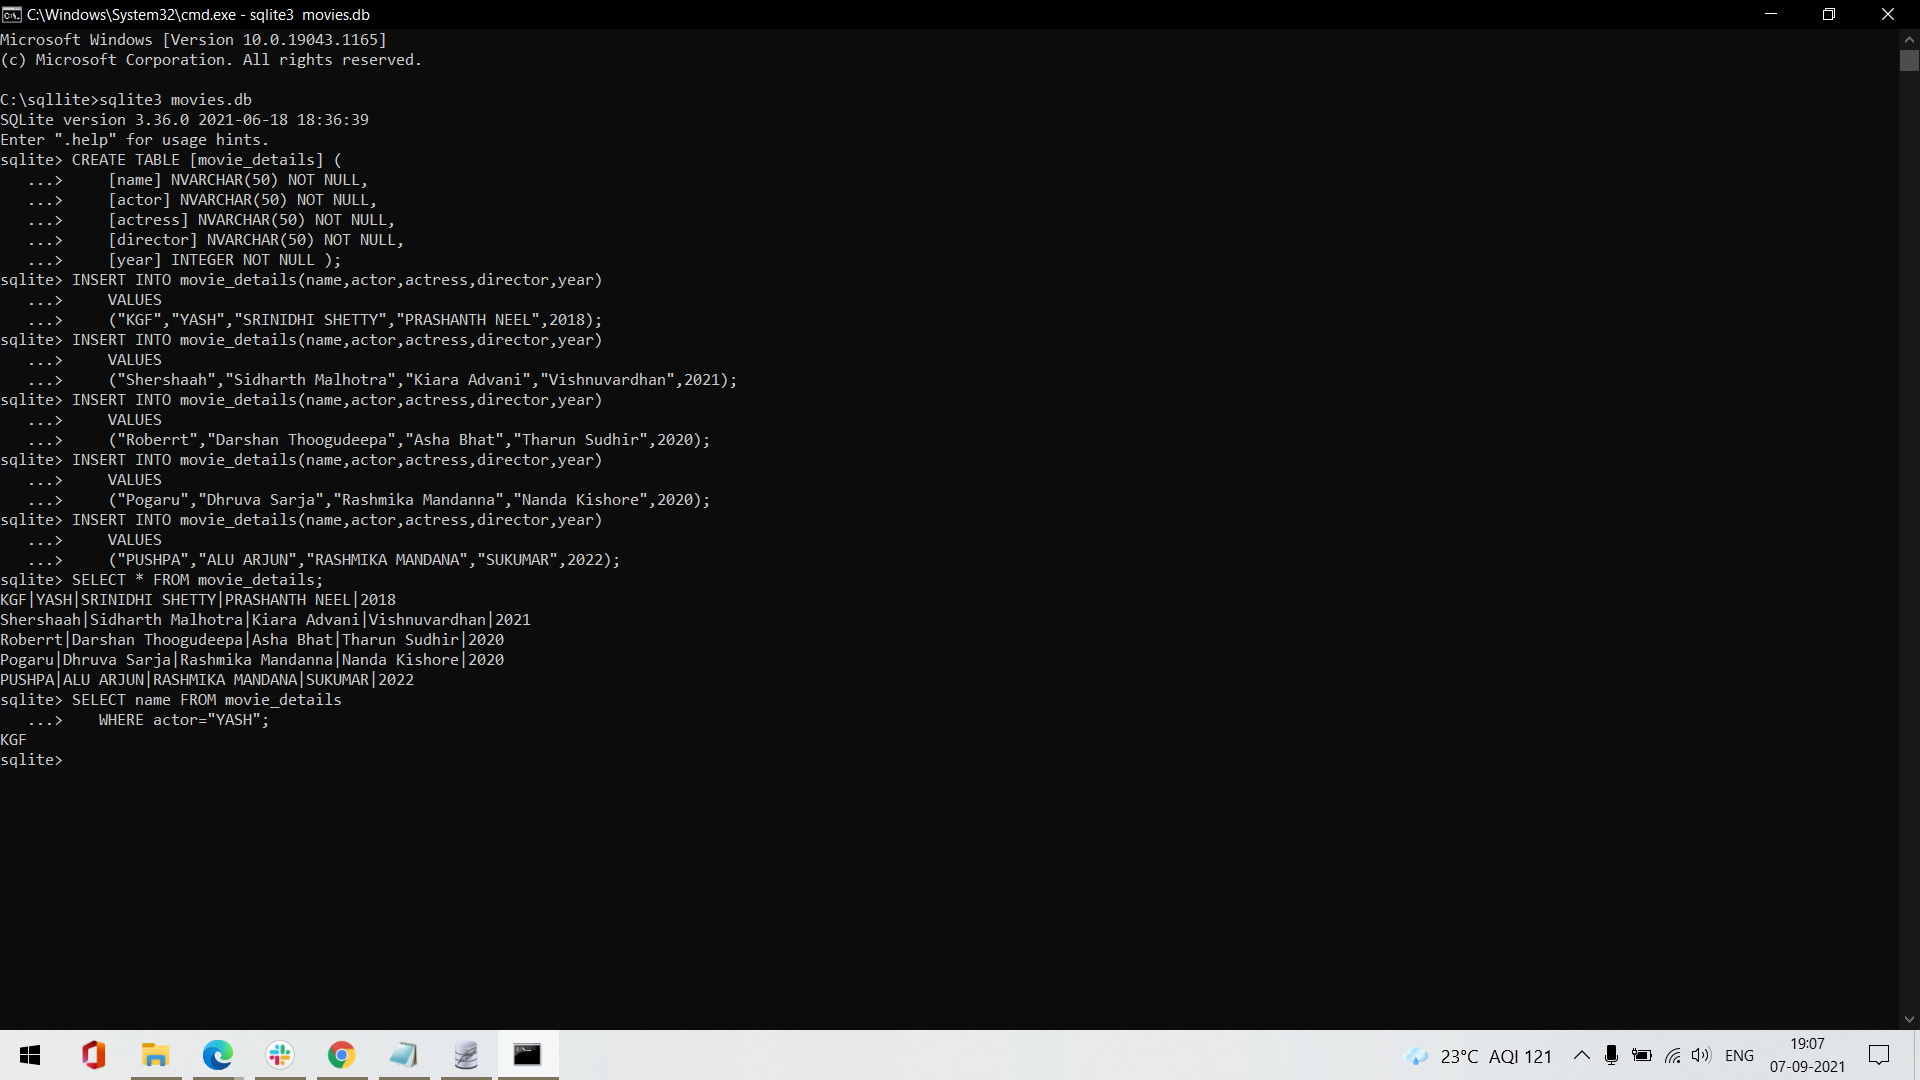 C:\Windows\System32\cmd.exe - sqlite3  movies.db
Microsoft Windows [Version 10.0.19043.1165]
(c) Microsoft Corporation. All rights reserved.
C:\sqllite>sqlite3 movies.db
SQLite version 3.36.0 2021-06-18 18:36:39
Enter ".help" for usage hints.
sqlite> CREATE TABLE [movie_details] (
   ...>     [name] NVARCHAR(50) NOT NULL,
   ...>     [actor] NVARCHAR(50) NOT NULL,
   ...>     [actress] NVARCHAR(50) NOT NULL,
   ...>     [director] NVARCHAR(50) NOT NULL,
   ...>     [year] INTEGER NOT NULL );
sqlite> INSERT INTO movie_details(name,actor,actress,director,year)
   ...>     VALUES
   ...>     ("KGF","YASH","SRINIDHI SHETTY","PRASHANTH NEEL",2018);
sqlite> INSERT INTO movie_details(name,actor,actress,director,year)
   ...>     VALUES
   ...>     ("Shershaah","Sidharth Malhotra","Kiara Advani","Vishnuvardhan",2021);
sqlite> INSERT INTO movie_details(name,actor,actress,director,year)
   ...>     VALUES
   ...>     ("Roberrt","Darshan Thoogudeepa","Asha Bhat","Tharun Sudhir",2020);
sqlite> INSERT INTO movie_details(name,actor,actress,director,year)
   ...>     VALUES
   ...>     ("Pogaru","Dhruva Sarja","Rashmika Mandanna","Nanda Kishore",2020);
sqlite> INSERT INTO movie_details(name,actor,actress,director,year)
   ...>     VALUES
   ...>     ("PUSHPA","ALU ARJUN","RASHMIKA MANDANA","SUKUMAR",2022);
sqlite> SELECT * FROM movie_details;
KGF|YASH|SRINIDHI SHETTY|PRASHANTH NEEL|2018
Shershaah|Sidharth Malhotra|Kiara Advani|Vishnuvardhan|2021
Roberrt|Darshan Thoogudeepa|Asha Bhat|Tharun Sudhir|2020
Pogaru|Dhruva Sarja|Rashmika Mandanna|Nanda Kishore|2020
PUSHPA|ALU ARJUN|RASHMIKA MANDANA|SUKUMAR|2022
sqlite> SELECT name FROM movie_details
   ...>    WHERE actor="YASH";
KGF
sqlite>
23°C  AQI 121  ENG  19:07
07-09-2021